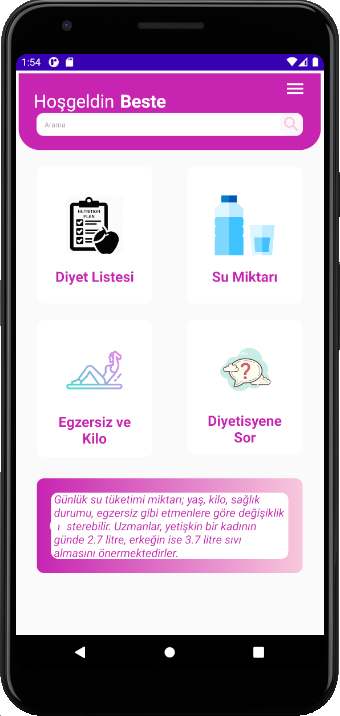 1:54
Hoşgeldin Beste
Arama
NUTRITION
PLAN
Diyet Listesi
Su Miktarı
Egzersiz ve
Kilo
Diyetisyene
Sor
Günlük su tüketimi miktarı; yaş, kilo, sağlık
durumu, egzersiz gibi etmenlere göre değişiklik
sterebilir. Uzmanlar, yetişkin bir kadının
günde 2.7 litre, erkeğin ise 3.7 litre sıvı
almasını önermektedirler.